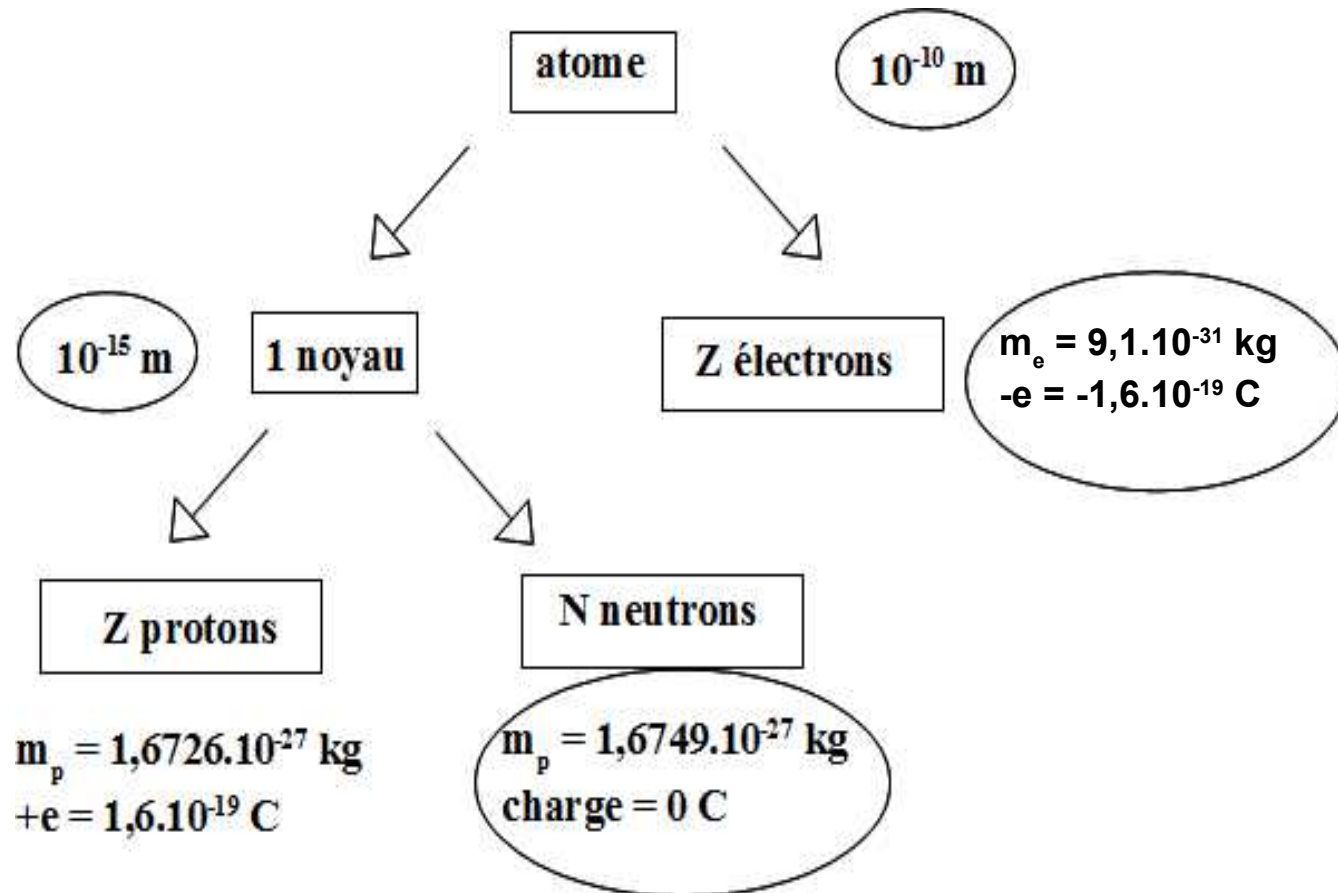 atome
10⁻¹⁰ m
10⁻¹⁵ m
1 noyau
Z électrons
mₑ = 9,1.10⁻³¹ kg
-e = -1,6.10⁻¹⁹ C
Z protons
N neutrons
mₚ = 1,6726.10⁻²⁷ kg
+e = 1,6.10⁻¹⁹ C
mₚ = 1,6749.10⁻²⁷ kg
charge = 0 C